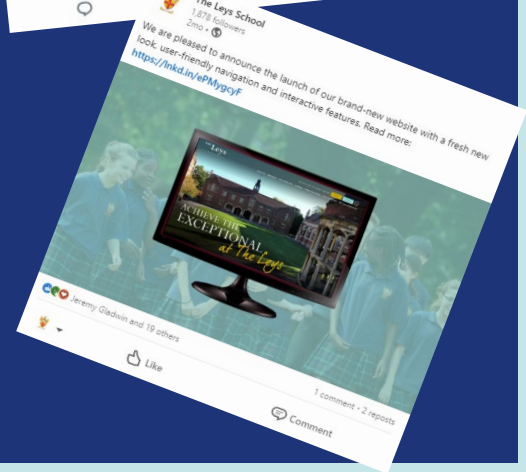 The Leys School
1,878 followers
2mo •
We are pleased to announce the launch of our brand-new website with a fresh new
look, user-friendly navigation and interactive features. Read more:
https://lnkd.in/ePMygcyF
The Leys
ACHIEVE THE
EXCEPTIONAL
at The Leys
Jeremy Gladwin and 19 others
1 comment • 2 reposts
Like
Comment